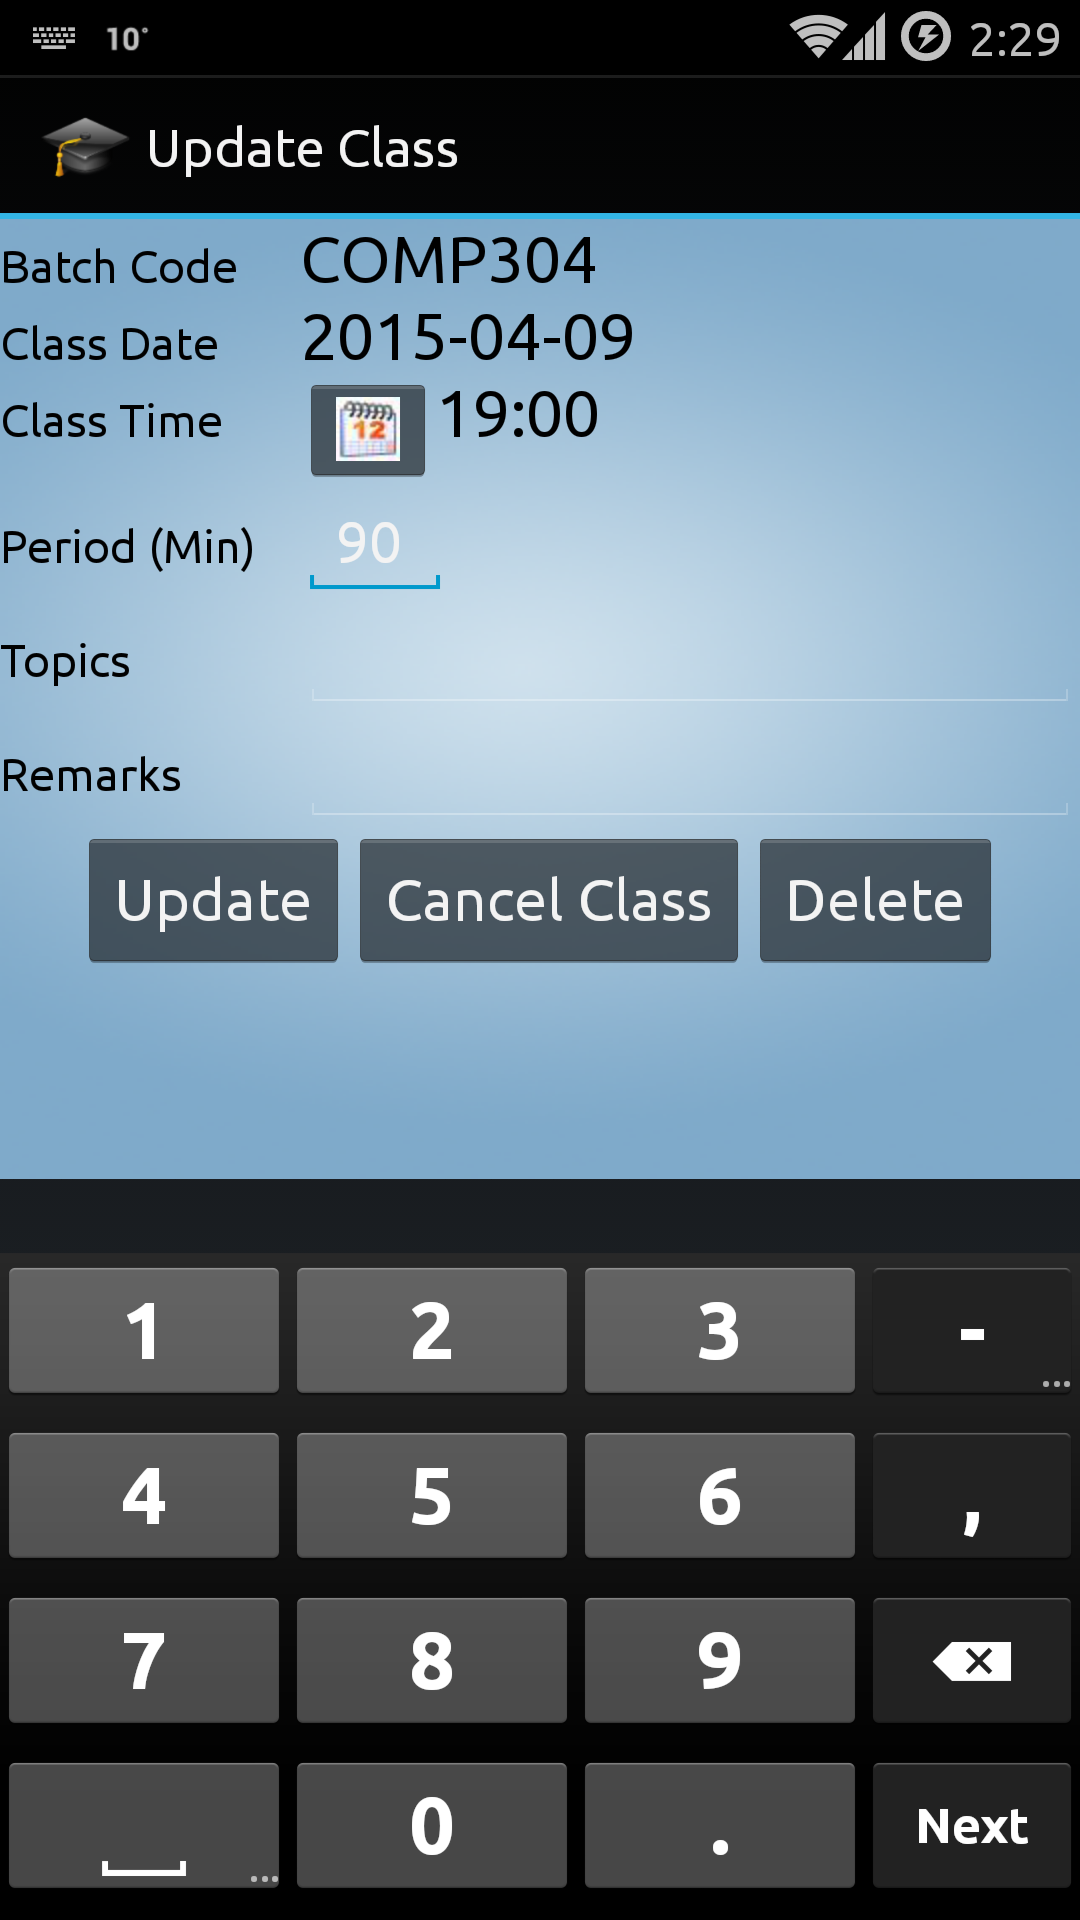 10° 2:29
Update Class
Batch Code COMP304
Class Date 2015-04-09
Class Time 12 19:00
Period (Min) 90
Topics
Remarks
Update Cancel Class Delete
1 2 3 -
4 5 6 ,
7 8 9
0 . Next